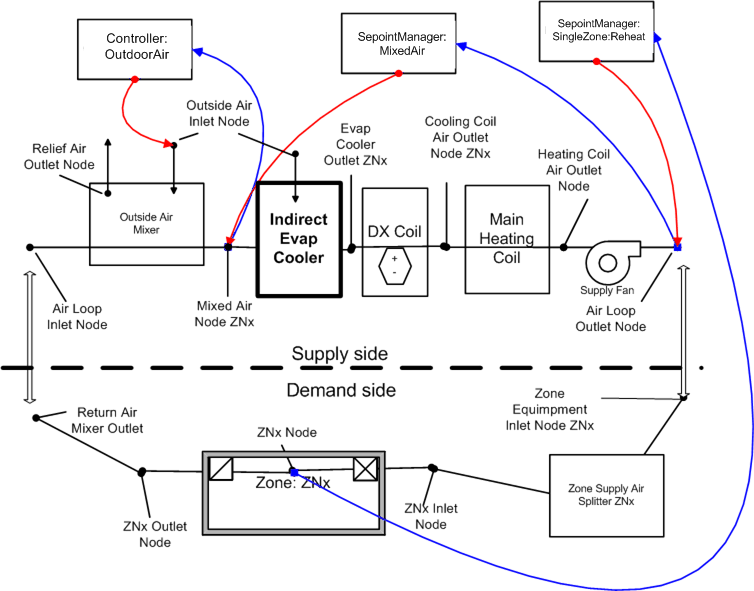 Controller:
OutdoorAir
SepointManager:
MixedAir
SepointManager:
SingleZone:Reheat
Outside Air
Inlet Node
Relief Air
Outlet Node
Evap
Cooler
Outlet ZNx
Cooling Coil
Air Outlet
Node ZNx
Heating Coil
Air Outlet
Node
Outside Air
Mixer
Indirect
Evap
Cooler
DX Coil
+
-
Main
Heating
Coil
Supply Fan
Air Loop
Inlet Node
Mixed Air
Node ZNx
Air Loop
Outlet Node
Supply side
Demand side
Return Air
Mixer Outlet
ZNx Node
Zone
Equimpment
Inlet Node ZNx
Zone: ZNx
Zone Supply Air
Splitter ZNx
ZNx Outlet
Node
ZNx Inlet
Node